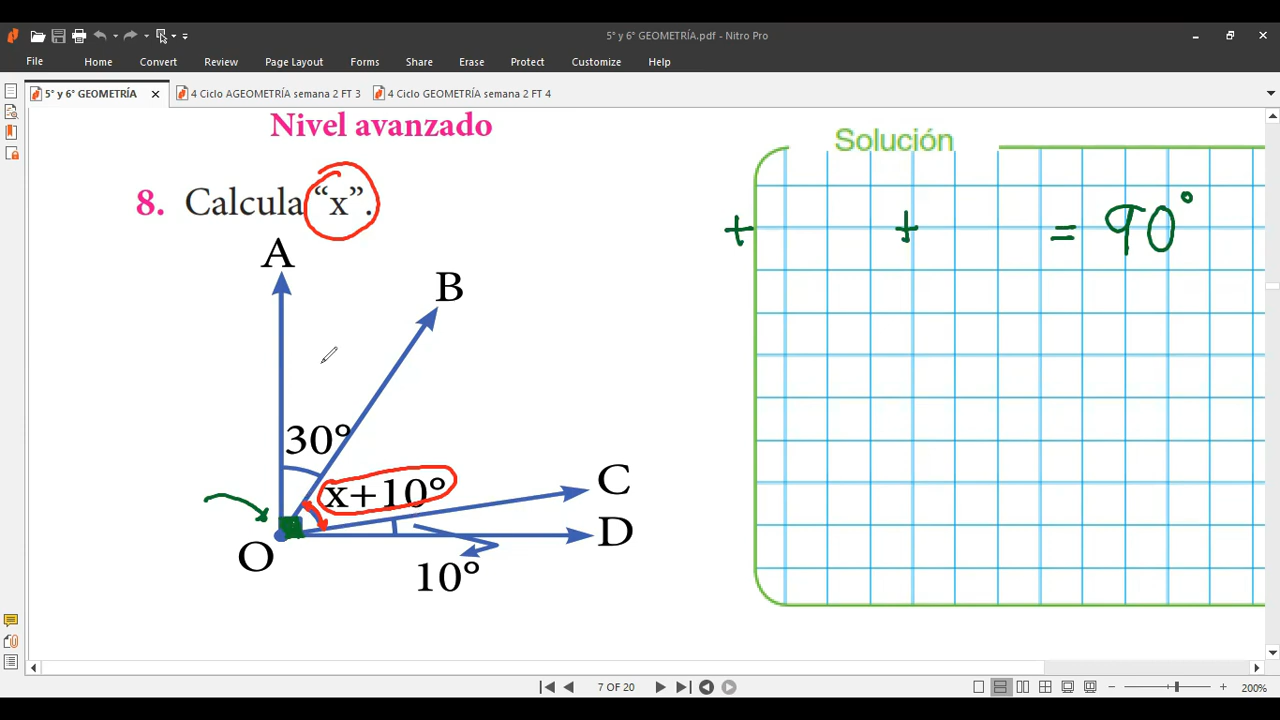 5° y 6° GEOMETRÍA.pdf - Nitro Pro
File Home Convert Review Page Layout Forms Share Erase Protect Customize Help
5° y 6° GEOMETRÍA 4 Ciclo AGEOMETRÍA semana 2 FT 3 4 Ciclo GEOMETRÍA semana 2 FT 4
Nivel avanzado
8. Calcula “x”.
A
B
30°
x+10°
C
D
O
10°
Solución
+ + = 90°
7 OF 20
200%